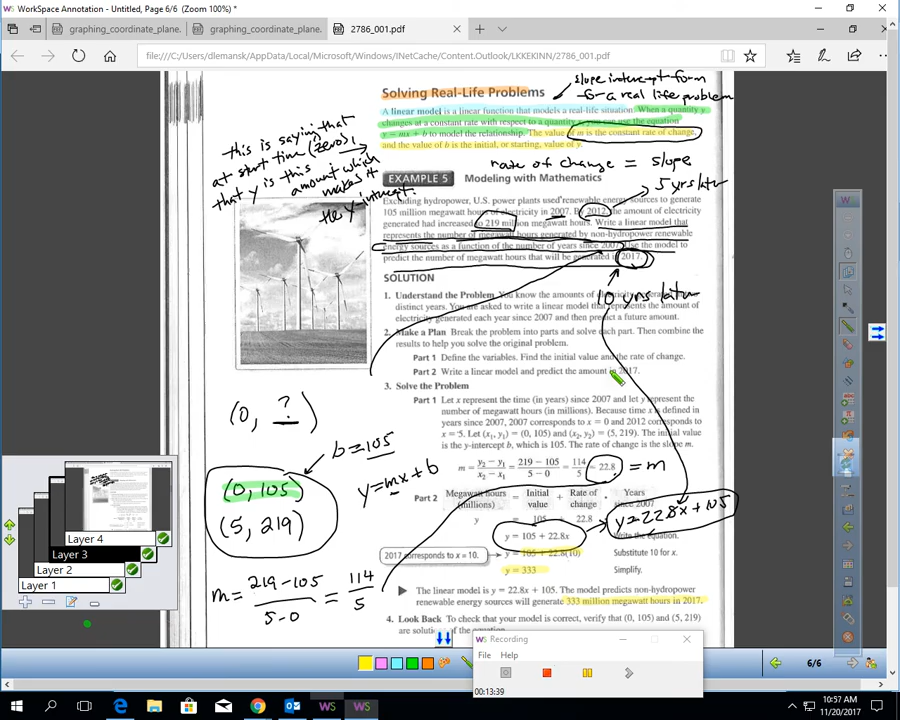 WorkSpace Annotation - Untitled, Page 6/6 (Zoom 100%) *
graphing_coordinate_plane.
graphing_coordinate_plane.
2786_001.pdf
file:///C:/Users/dlemansk/AppData/Local/Microsoft/Windows/INetCache/Content.Outlook/LKKEKINN/2786_001.pdf
slope intercept-form
for a real life problem
Solving Real-Life Problems
A linear model is a linear function that models a real-life situation. When a quantity y
changes at a constant rate with respect to a quantity x, you can use the equation
y = mx + b to model the relationship. The value of m is the constant rate of change,
and the value of b is the initial, or starting, value of y.
this is saying that
at start time (zero),
that y is this
amount which
makes it
the y-intercept.
rate of change = slope
EXAMPLE 5 Modeling with Mathematics
5 yrs later
Excluding hydropower, U.S. power plants used renewable energy sources to generate
105 million megawatt hours of electricity in 2007. By 2012, the amount of electricity
generated had increased to 219 million megawatt hours. Write a linear model that
represents the number of megawatt hours generated by non-hydropower renewable
energy sources as a function of the number of years since 2007. Use the model to
predict the number of megawatt hours that will be generated in 2017.
SOLUTION
10 yrs later
1. Understand the Problem You know the amounts of electricity generated in two
distinct years. You are asked to write a linear model that represents the amount of
electricity generated each year since 2007 and then predict a future amount.
2. Make a Plan Break the problem into parts and solve each part. Then combine the
results to help you solve the original problem.
Part 1 Define the variables. Find the initial value and the rate of change.
Part 2 Write a linear model and predict the amount in 2017.
3. Solve the Problem
Part 1 Let x represent the time (in years) since 2007 and let y represent the
number of megawatt hours (in millions). Because time x is defined in
years since 2007, 2007 corresponds to x = 0 and 2012 corresponds to
x = 5. Let (x₁, y₁) = (0, 105) and (x₂, y₂) = (5, 219). The initial value
is the y-intercept b, which is 105. The rate of change is the slope m.
(0, ? )
b=105
(0, 105)
y=mx+b
(5, 219)
m = y₂ − y₁ / x₂ − x₁ = 219 − 105 / 5 − 0 = 114 / 5 = 22.8 = m
Part 2 Megawatt hours (millions) = Initial value + Rate of change • Years since 2007
y = 105 + 22.8
y=22.8x+105
y = 105 + 22.8x Write the equation.
2017 corresponds to x = 10. y = 105 + 22.8(10) Substitute 10 for x.
y = 333 Simplify.
m = 219-105 / 5-0 = 114 / 5
The linear model is y = 22.8x + 105. The model predicts non-hydropower
renewable energy sources will generate 333 million megawatt hours in 2017.
4. Look Back To check that your model is correct, verify that (0, 105) and (5, 219)
are solutions of the
Layer 4
Layer 3
Layer 2
Layer 1
WS Recording
File Help
00:13:39
6/6
10:57 AM
11/20/2017